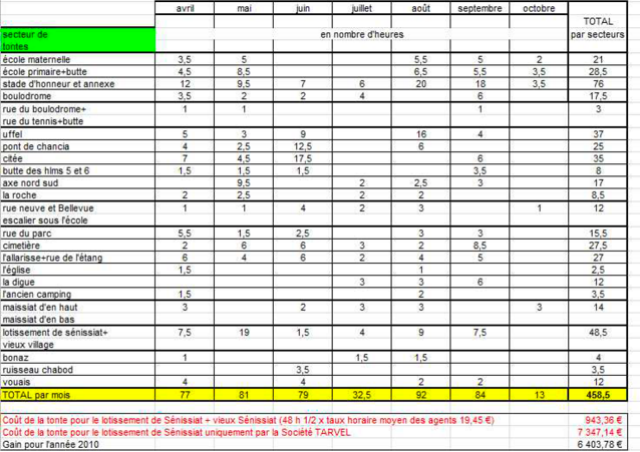 avril mai juin juillet août septembre octobre
TOTAL
secteur de en nombre d'heures par secteurs
tontes
école maternelle 3,5 5 5,5 5 2 21
école primaire+butte 4,5 8,5 6,5 5,5 3,5 28,5
stade d'honneur et annexe 12 9,5 7 6 20 18 3,5 76
boulodrome 3,5 2 2 4 6 17,5
rue du boulodrome+ 1 1 1 3
rue du tennis+butte
uffel 5 3 9 16 4 37
pont de chancia 4 2,5 12,5 6 25
citée 7 4,5 17,5 6 35
butte des hlms 5 et 6 1,5 1,5 1,5 3,5 8
axe nord sud 9,5 2 2,5 3 17
la roche 2 2,5 2 2 8,5
rue neuve et Bellevue 1 1 4 2 3 1 12
escalier sous l'école
rue du parc 5,5 1,5 2,5 3 3 15,5
cimetière 2 6 6 3 2 8,5 27,5
l'allarisse+rue de l'étang 6 4 6 2 4 5 27
l'église 1,5 1 2,5
la digue 3 3 6 12
l'ancien camping 1,5 2 3,5
maissiat d'en haut 3 2 3 3 3 14
maissiat d'en bas
lotissement de sénissiat+ 7,5 19 1,5 4 9 7,5 48,5
vieux village
bonaz 1 1,5 1,5 4
ruisseau chabod 3,5 3,5
vouais 4 4 2 2 12
TOTAL par mois 77 81 79 32,5 92 84 13 458,5
Coût de la tonte pour le lotissement de Sénissiat + vieux Sénissiat (48 h 1/2 x taux horaire moyen des agents 19,45 €) 943,36 €
Coût de la tonte pour le lotissement de Sénissiat uniquement par la Société TARVEL 7 347,14 €
Gain pour l'année 2010 6 403,78 €